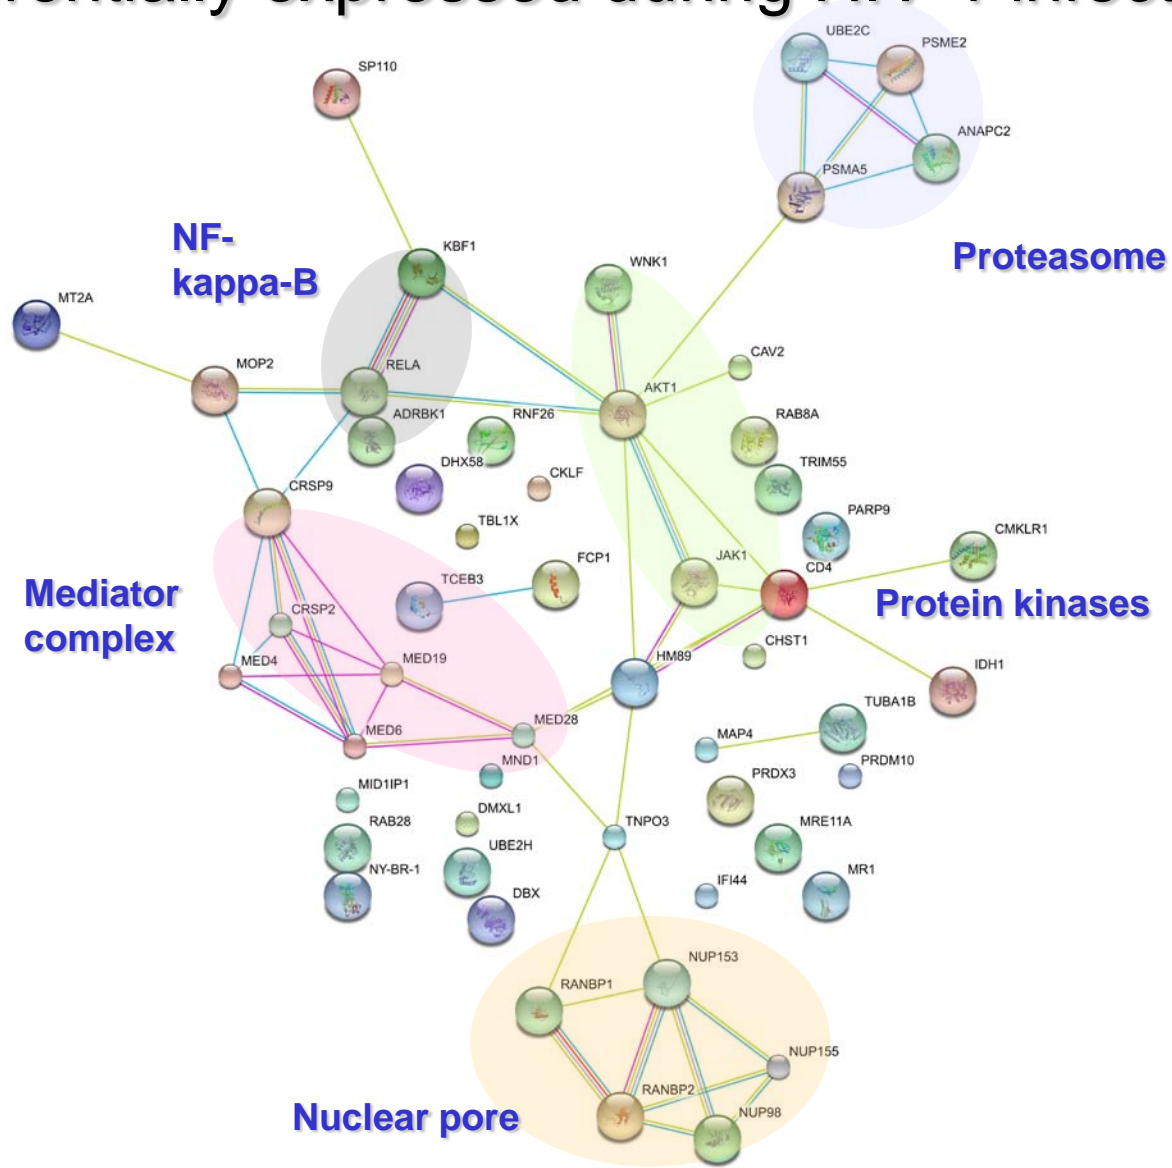 UBE2C
PSME2
SP110
ANAPC2
PSMA5
NF-
kappa-B
KBF1
WNK1
Proteasome
MT2A
CAV2
MOP2
RELA
AKT1
ADRBK1
RNF26
RAB8A
DHX58
CKLF
TRIM55
CRSP9
TBL1X
PARP9
CMKLR1
FCP1
JAK1
CD4
Mediator
complex
TCEB3
Protein kinases
CRSP2
CHST1
MED4
MED19
HM89
IDH1
TUBA1B
MED28
MED6
MAP4
MND1
PRDM10
MID1IP1
PRDX3
DMXL1
RAB28
TNPO3
MRE11A
UBE2H
NY-BR-1
IFI44
MR1
DBX
NUP153
RANBP1
NUP155
RANBP2
Nuclear pore
NUP98